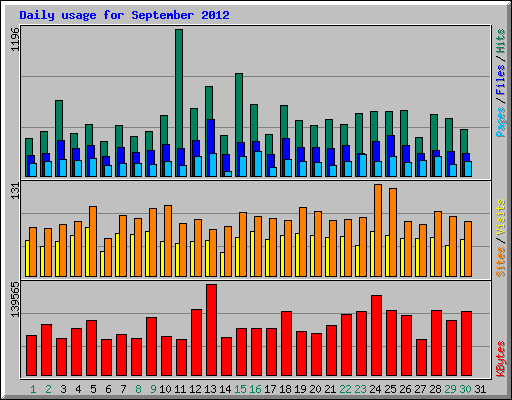 Daily usage for September 2012
1196
Pages / Files / Hits
131
Sites / Visits
139565
KBytes
1 2 3 4 5 6 7 8 9 10 11 12 13 14 15 16 17 18 19 20 21 22 23 24 25 26 27 28 29 30 31